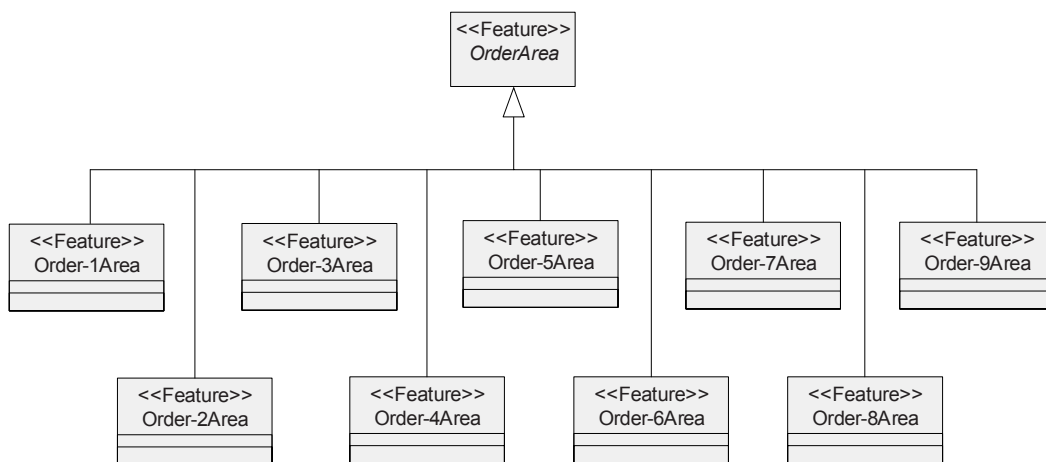 <<Feature>>
OrderArea
<<Feature>>
Order-1Area
<<Feature>>
Order-3Area
<<Feature>>
Order-5Area
<<Feature>>
Order-7Area
<<Feature>>
Order-9Area
<<Feature>>
Order-2Area
<<Feature>>
Order-4Area
<<Feature>>
Order-6Area
<<Feature>>
Order-8Area